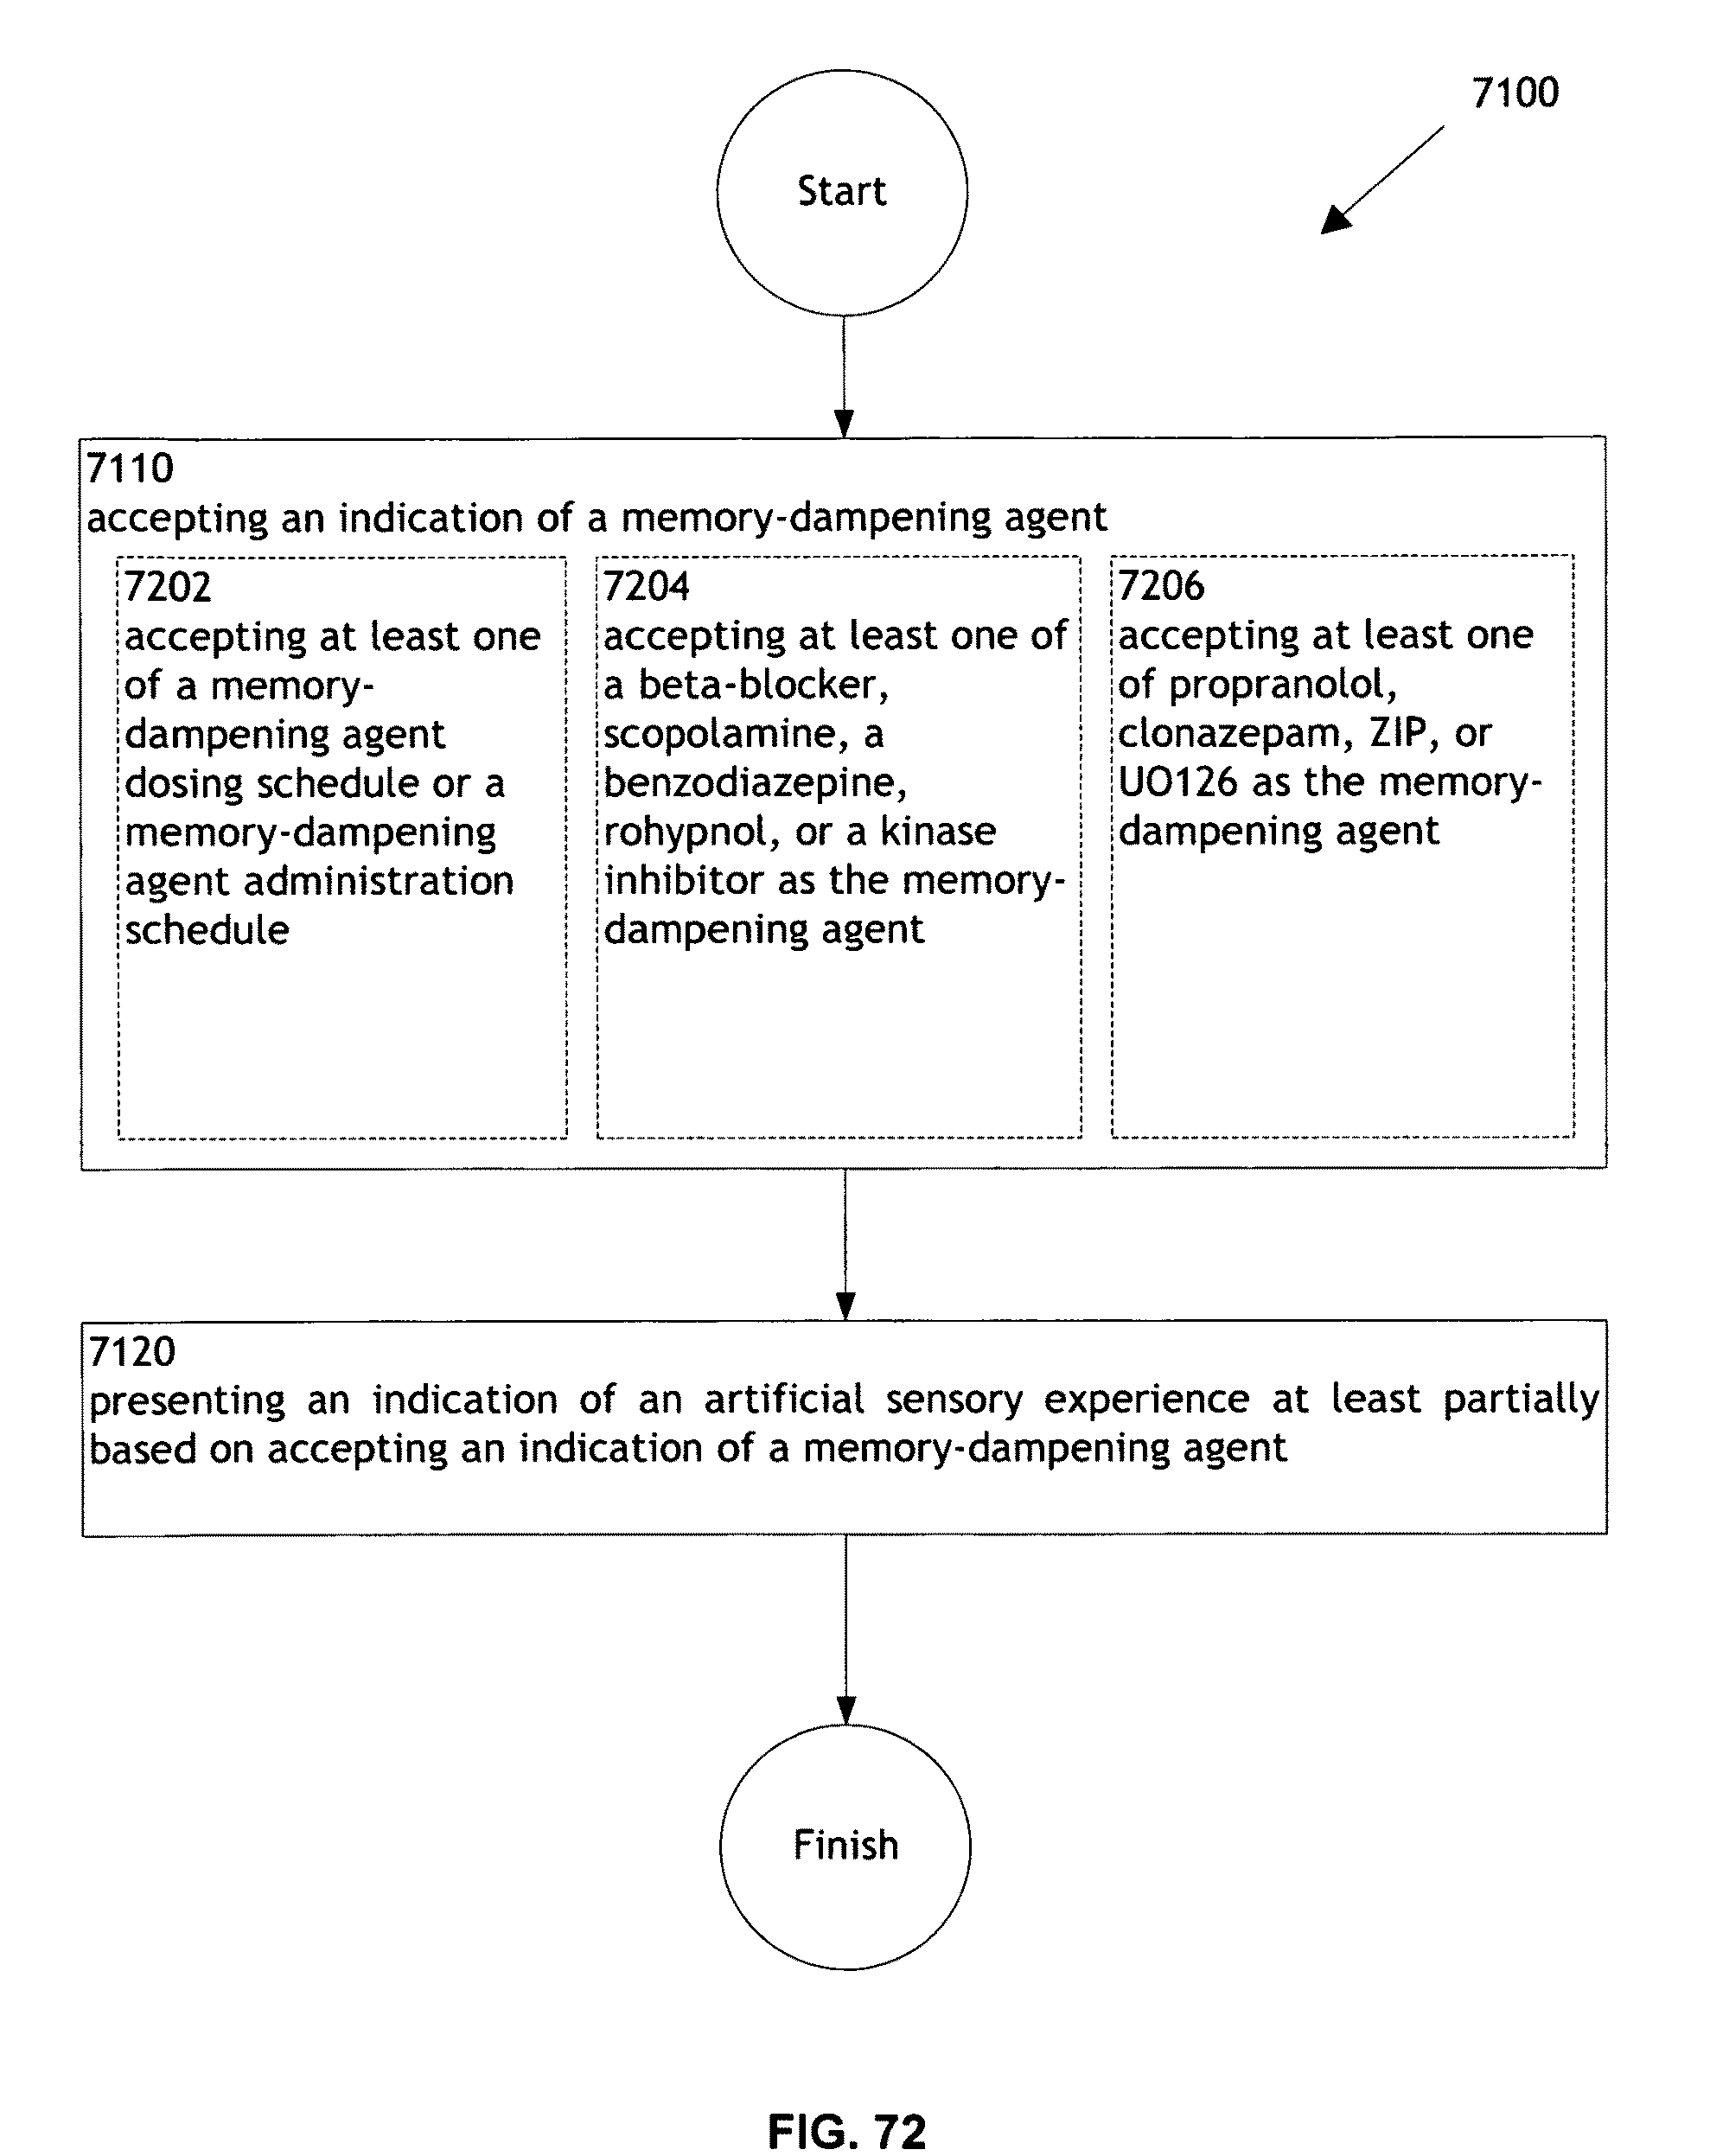 7100
Start
7110
accepting an indication of a memory-dampening agent
7202
accepting at least one
of a memory-
dampening agent
dosing schedule or a
memory-dampening
agent administration
schedule
7204
accepting at least one of
a beta-blocker,
scopolamine, a
benzodiazepine,
rohypnol, or a kinase
inhibitor as the memory-
dampening agent
7206
accepting at least one
of propranolol,
clonazepam, ZIP, or
UO126 as the memory-
dampening agent
7120
presenting an indication of an artificial sensory experience at least partially
based on accepting an indication of a memory-dampening agent
Finish
FIG. 72